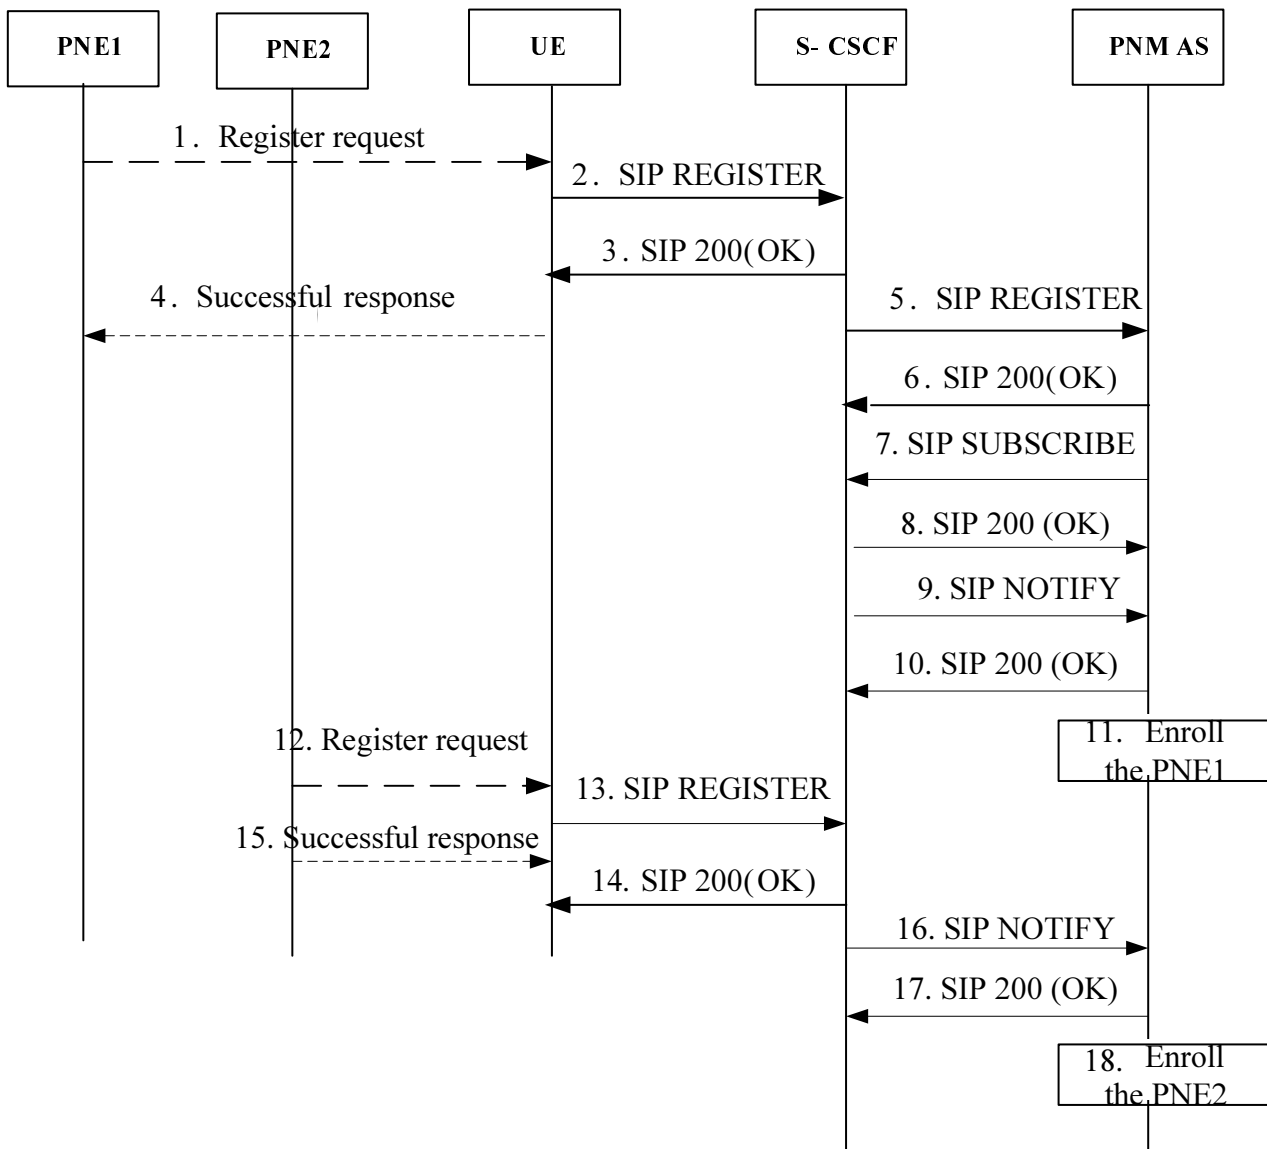 PNE1
PNE2
UE
S- CSCF
PNM AS
1. Register request
2. SIP REGISTER
3. SIP 200(OK)
4. Successful response
5. SIP REGISTER
6. SIP 200(OK)
7. SIP SUBSCRIBE
8. SIP 200 (OK)
9. SIP NOTIFY
10. SIP 200 (OK)
11. Enroll
the PNE1
12. Register request
13. SIP REGISTER
15. Successful response
14. SIP 200(OK)
16. SIP NOTIFY
17. SIP 200 (OK)
18. Enroll
the PNE2